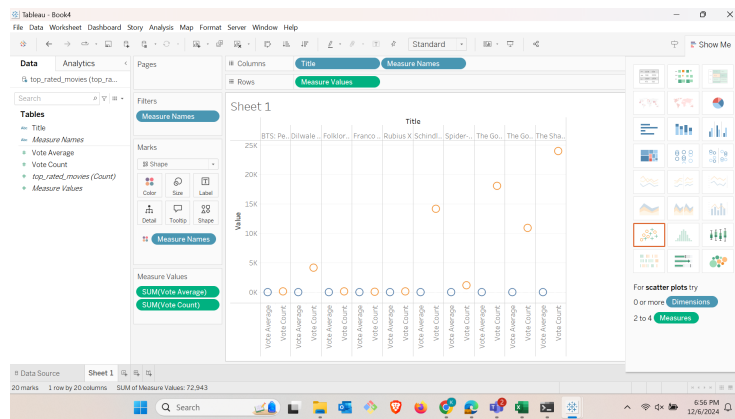 Tableau - Book4
File Data Worksheet Dashboard Story Analysis Map Format Server Window Help
Standard
Show Me
Data Analytics
top_rated_movies (top_ra...
Search
Tables
Title
Measure Names
Vote Average
Vote Count
top_rated_movies (Count)
Measure Values
Pages
Filters
Measure Names
Marks
Shape
Color Size Label
Detail Tooltip Shape
Measure Names
Measure Values
SUM(Vote Average)
SUM(Vote Count)
Columns Title Measure Names
Rows Measure Values
Sheet 1
Title
BTS: Pe.. Dilwale .. Folklor.. Franco .. Rubius X Schindl.. Spider-.. The Go.. The Go.. The Sha..
25K
20K
15K
10K
5K
0K
Value
Vote Average Vote Count Vote Average Vote Count Vote Average Vote Count Vote Average Vote Count Vote Average Vote Count Vote Average Vote Count Vote Average Vote Count Vote Average Vote Count Vote Average Vote Count Vote Average Vote Count
For scatter plots try
0 or more Dimensions
2 to 4 Measures
Data Source Sheet 1
20 marks 1 row by 20 columns SUM of Measure Values: 72,943
Search
6:56 PM
12/6/2024